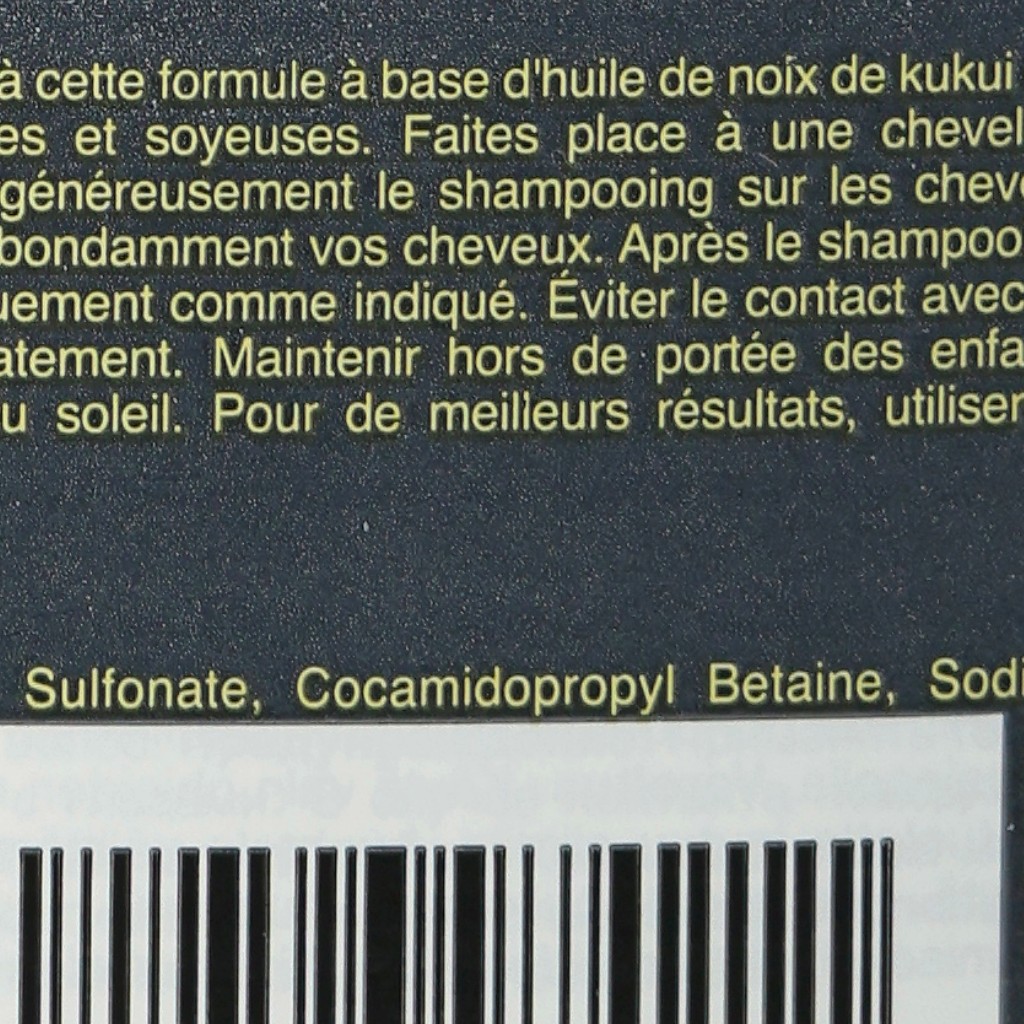 à cette formule à base d'huile de noix de kukui
es et soyeuses. Faites place à une chevel
généreusement le shampooing sur les cheve
bondamment vos cheveux. Après le shampoo
uement comme indiqué. Éviter le contact avec
atement. Maintenir hors de portée des enfa
u soleil. Pour de meilleurs résultats, utiliser
Sulfonate, Cocamidopropyl Betaine, Sodi